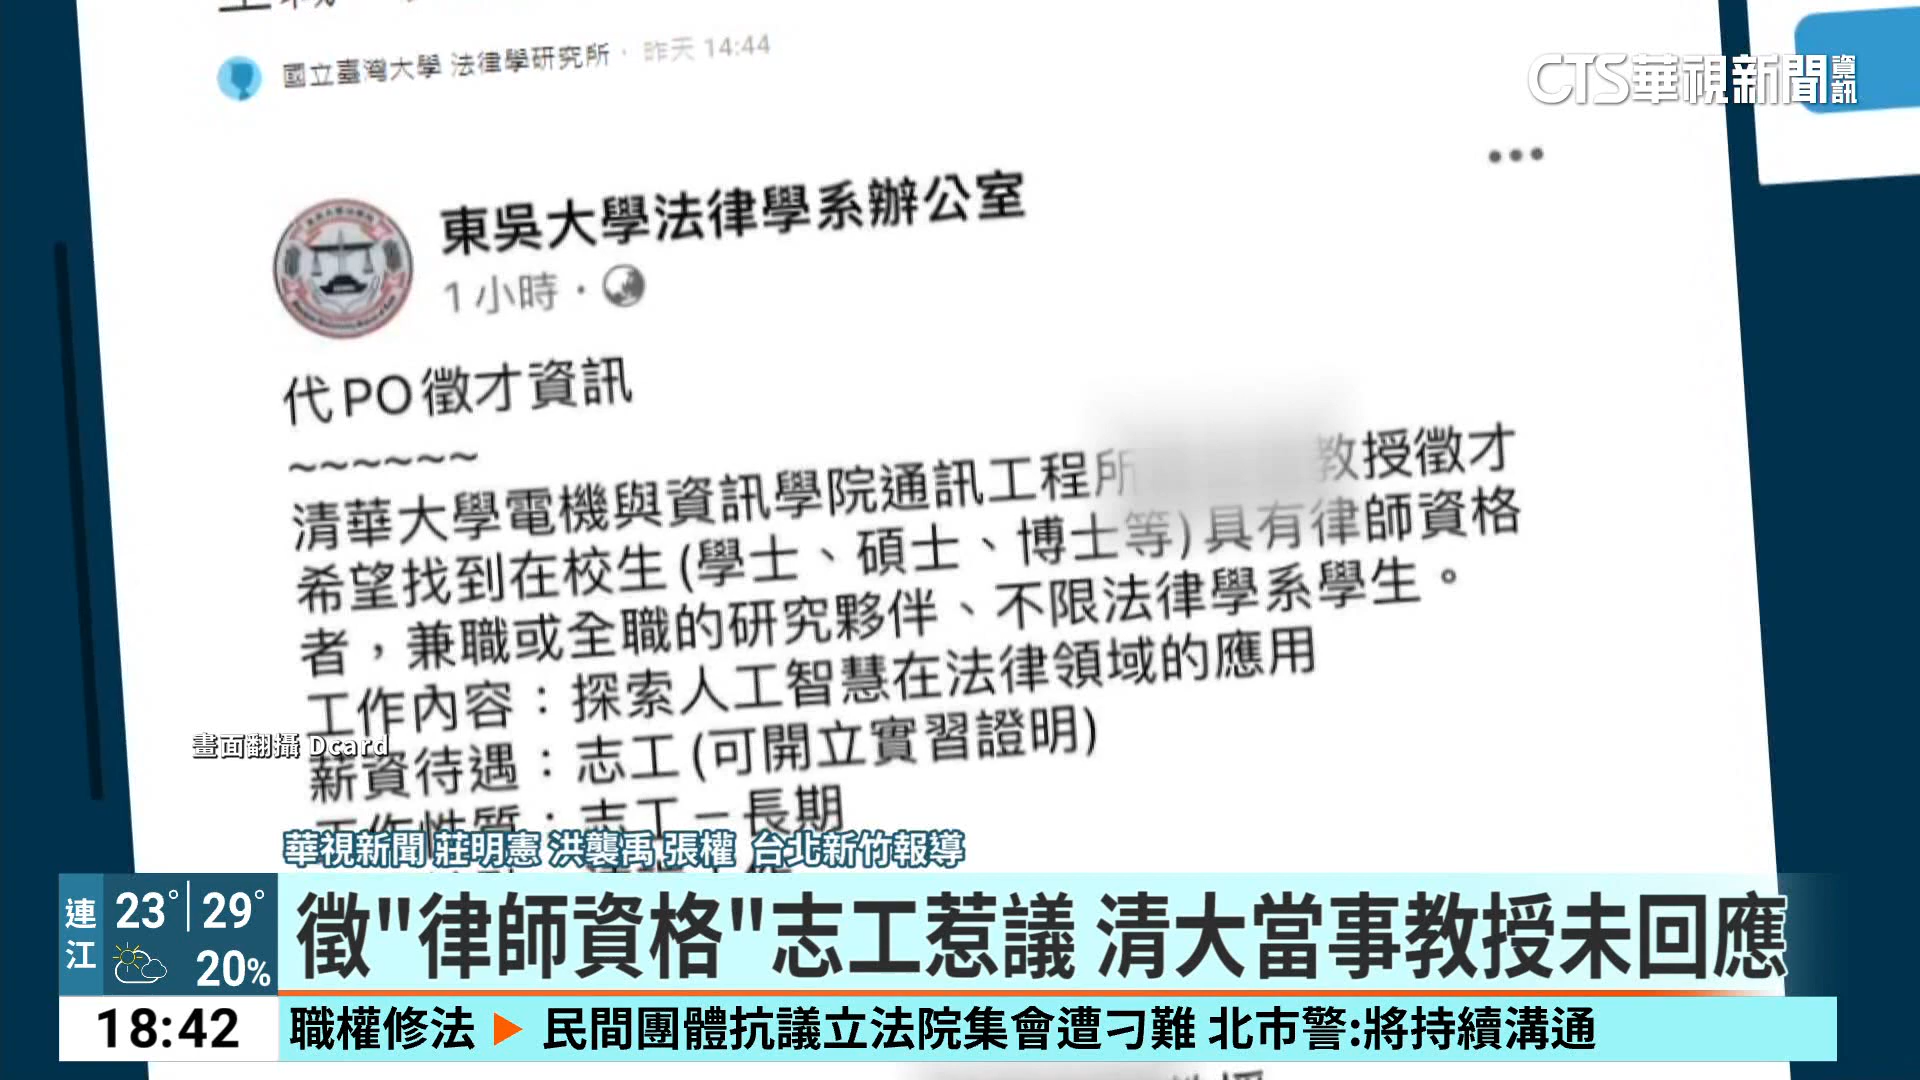 國立臺灣大學 法律學研究所・昨天 14:44
CTS華視新聞資訊
東吳大學法律學系辦公室
1 小時・
代PO徵才資訊
~~~~~~
清華大學電機與資訊學院通訊工程所 教授徵才
希望找到在校生(學士、碩士、博士等)具有律師資格
者，兼職或全職的研究夥伴、不限法律學系學生。
工作內容：探索人工智慧在法律領域的應用
薪資待遇：志工(可開立實習證明)
工作性質：志工－長期
畫面翻攝 Dcard
華視新聞 莊明憲 洪襲禹 張權 台北新竹報導
連江 23° 29° 20%
徵"律師資格"志工惹議 清大當事教授未回應
18:42
職權修法 ▶ 民間團體抗議立法院集會遭刁難 北市警:將持續溝通